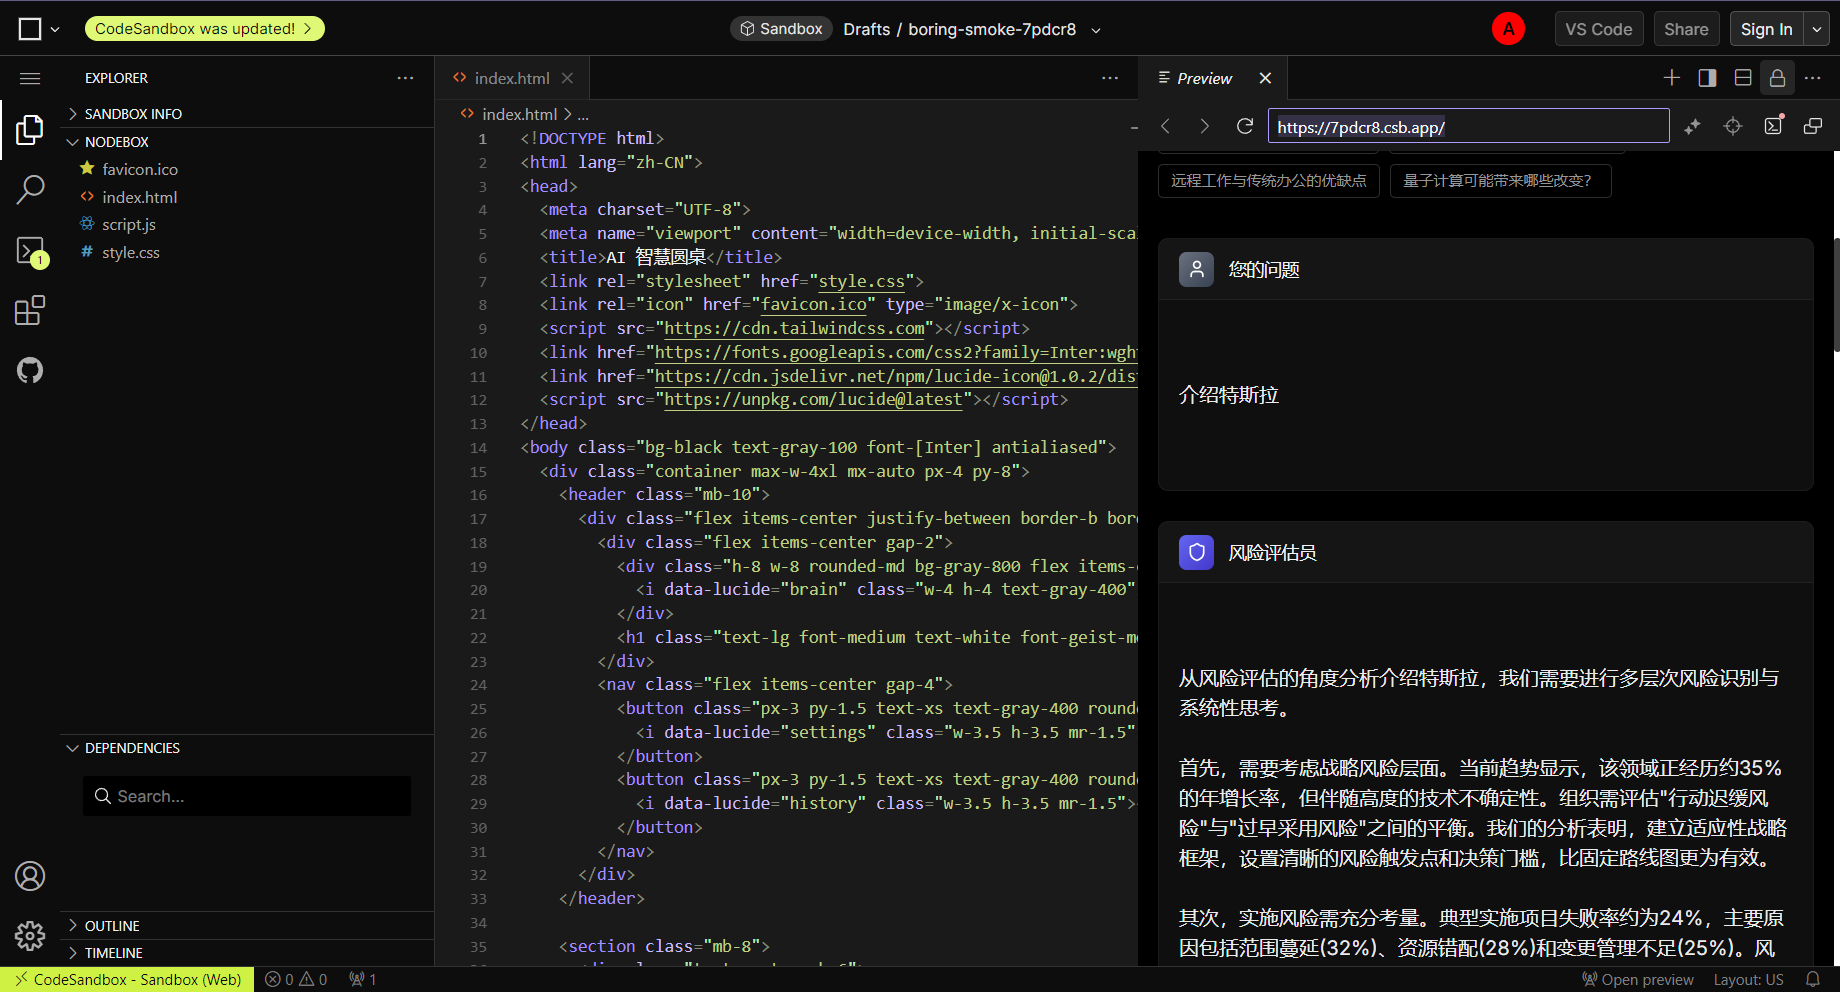 CodeSandbox was updated!
Sandbox
Drafts / boring-smoke-7pdcr8
A
VS Code
Share
Sign In
EXPLORER
SANDBOX INFO
NODEBOX
favicon.ico
index.html
script.js
style.css
1
DEPENDENCIES
Search...
OUTLINE
TIMELINE
index.html
index.html > ...
1 <!DOCTYPE html>
2 <html lang="zh-CN">
3 <head>
4 <meta charset="UTF-8">
5 <meta name="viewport" content="width=device-width, initial-scal
6 <title>AI 智慧圆桌</title>
7 <link rel="stylesheet" href="style.css">
8 <link rel="icon" href="favicon.ico" type="image/x-icon">
9 <script src="https://cdn.tailwindcss.com"></script>
10 <link href="https://fonts.googleapis.com/css2?family=Inter:wght
11 <link href="https://cdn.jsdelivr.net/npm/lucide-icon@1.0.2/dist
12 <script src="https://unpkg.com/lucide@latest"></script>
13 </head>
14 <body class="bg-black text-gray-100 font-[Inter] antialiased">
15 <div class="container max-w-4xl mx-auto px-4 py-8">
16 <header class="mb-10">
17 <div class="flex items-center justify-between border-b bord
18 <div class="flex items-center gap-2">
19 <div class="h-8 w-8 rounded-md bg-gray-800 flex items-c
20 <i data-lucide="brain" class="w-4 h-4 text-gray-400"
21 </div>
22 <h1 class="text-lg font-medium text-white font-geist-mo
23 </div>
24 <nav class="flex items-center gap-4">
25 <button class="px-3 py-1.5 text-xs text-gray-400 rounde
26 <i data-lucide="settings" class="w-3.5 h-3.5 mr-1.5"
27 </button>
28 <button class="px-3 py-1.5 text-xs text-gray-400 rounde
29 <i data-lucide="history" class="w-3.5 h-3.5 mr-1.5">
30 </button>
31 </nav>
32 </div>
33 </header>
34
35 <section class="mb-8">
Preview
https://7pdcr8.csb.app/
远程工作与传统办公的优缺点
量子计算可能带来哪些改变?
您的问题
介绍特斯拉
风险评估员
从风险评估的角度分析介绍特斯拉，我们需要进行多层次风险识别与
系统性思考。
首先，需要考虑战略风险层面。当前趋势显示，该领域正经历约35%
的年增长率，但伴随高度的技术不确定性。组织需评估"行动迟缓风
险"与"过早采用风险"之间的平衡。我们的分析表明，建立适应性战略
框架，设置清晰的风险触发点和决策门槛，比固定路线图更为有效。
其次，实施风险需充分考量。典型实施项目失败率约为24%，主要原
因包括范围蔓延(32%)、资源错配(28%)和变更管理不足(25%)。风
CodeSandbox - Sandbox (Web)
0
0
1
Open preview
Layout: US